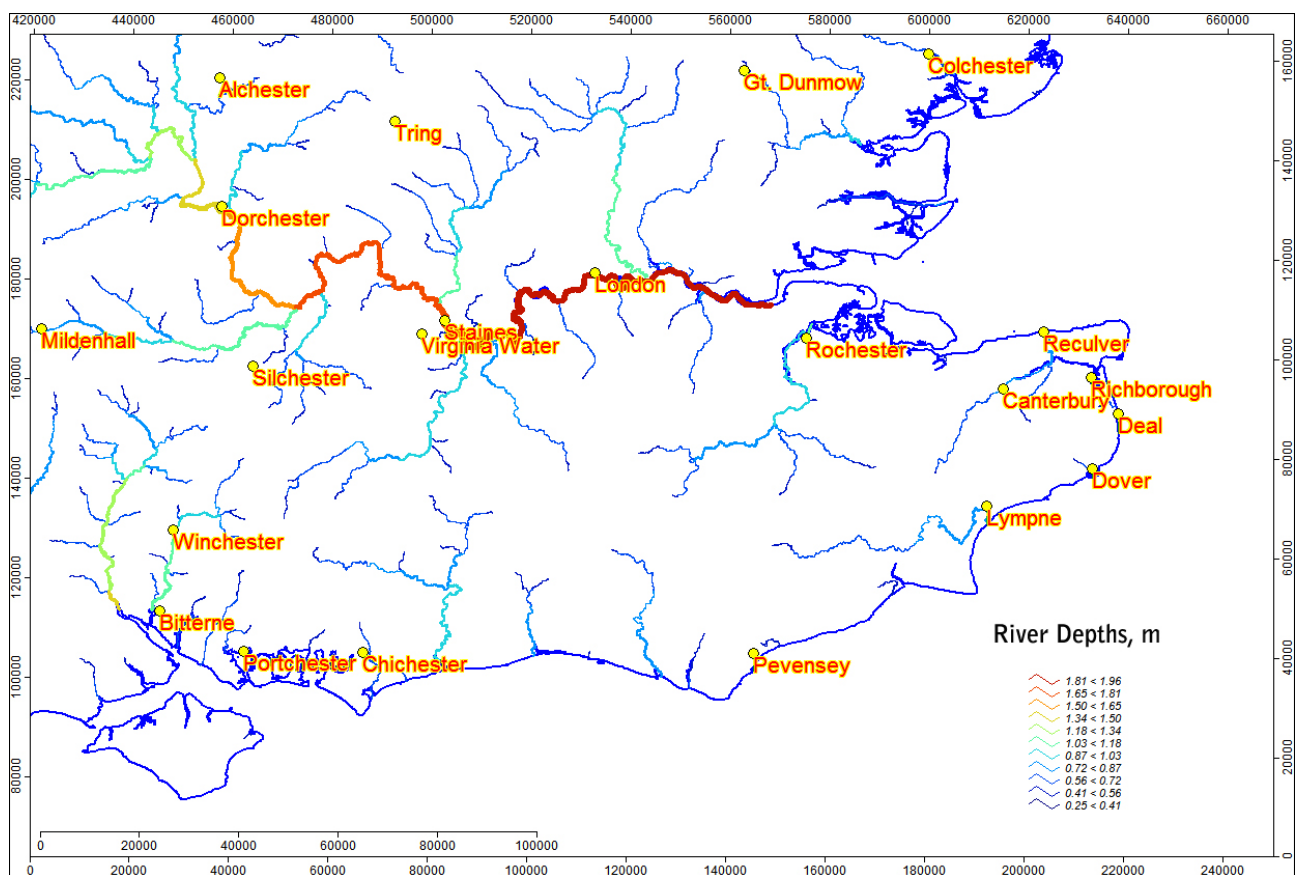 420000 440000 460000 480000 500000 520000 540000 560000 580000 600000 620000 640000 660000
Colchester
Alchester
Gt. Dunmow
220000
160000
Tring
140000
200000
Dorchester
120000
180000
London
Staines
Mildenhall
Virginia Water
Rochester
Reculver
100000
160000
Silchester
Richborough
Canterbury
Deal
80000
140000
Dover
Lympne
Winchester
60000
120000
Bitterne
River Depths, m
Portchester
Chichester
Pevensey
40000
100000
1.81 < 1.96
1.65 < 1.81
1.50 < 1.65
1.34 < 1.50
1.18 < 1.34
1.03 < 1.18
0.87 < 1.03
0.72 < 0.87
0.56 < 0.72
0.41 < 0.56
0.25 < 0.41
20000
80000
0 20000 40000 60000 80000 100000
0
0 20000 40000 60000 80000 100000 120000 140000 160000 180000 200000 220000 240000